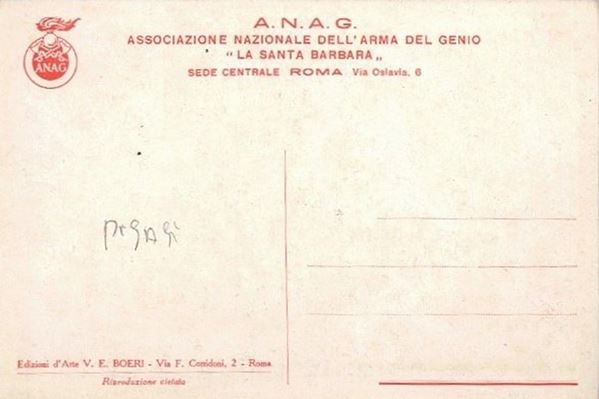 A.N.A.G.
ASSOCIAZIONE NAZIONALE DELL'ARMA DEL GENIO
"LA SANTA BARBARA„
SEDE CENTRALE ROMA Via Oslavia, 6
ANAG
Edizioni d'Arte V. E. BOERI - Via F. Corridoni, 2 - Roma
Riproduzione vietata